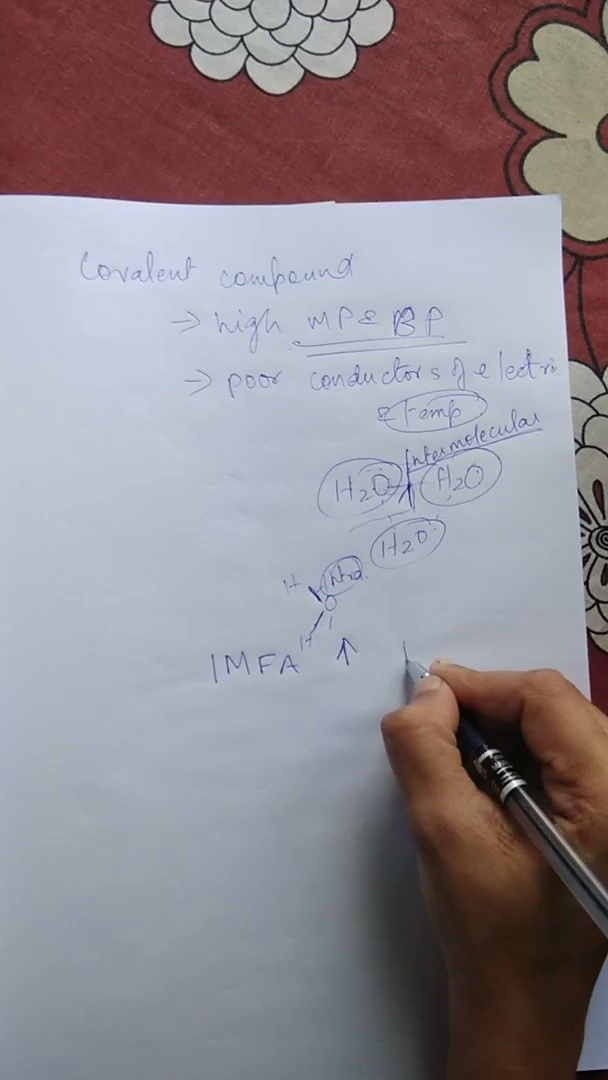 Covalent compound
→ high MP & BP
→ poor conductors of electri
& temp
Intermolecular
H2O H2O
H2O
H Intra
O
H
IMFA ↑